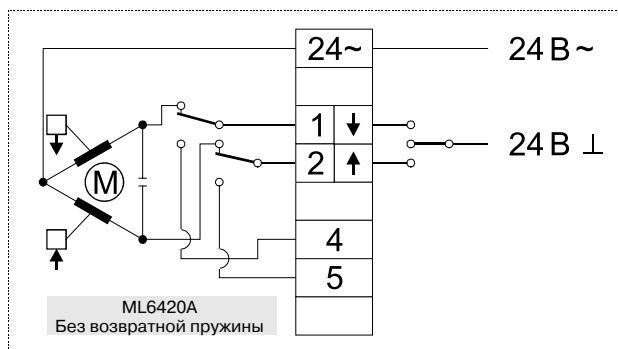 24~ 24 В ~
1 ↓
2 ↑
24 В ⊥
M
4
5
ML6420A
Без возвратной пружины